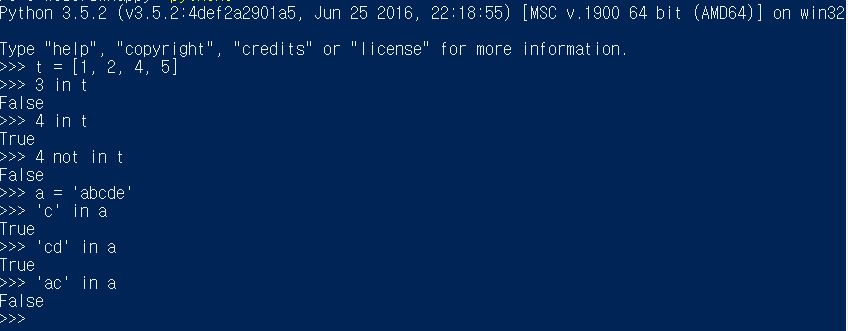 Python 3.5.2 (v3.5.2:4def2a2901a5, Jun 25 2016, 22:18:55) [MSC v.1900 64 bit (AMD64)] on win32
Type "help", "copyright", "credits" or "license" for more information.
>>> t = [1, 2, 4, 5]
>>> 3 in t
False
>>> 4 in t
True
>>> 4 not in t
False
>>> a = 'abcde'
>>> 'c' in a
True
>>> 'cd' in a
True
>>> 'ac' in a
False
>>>